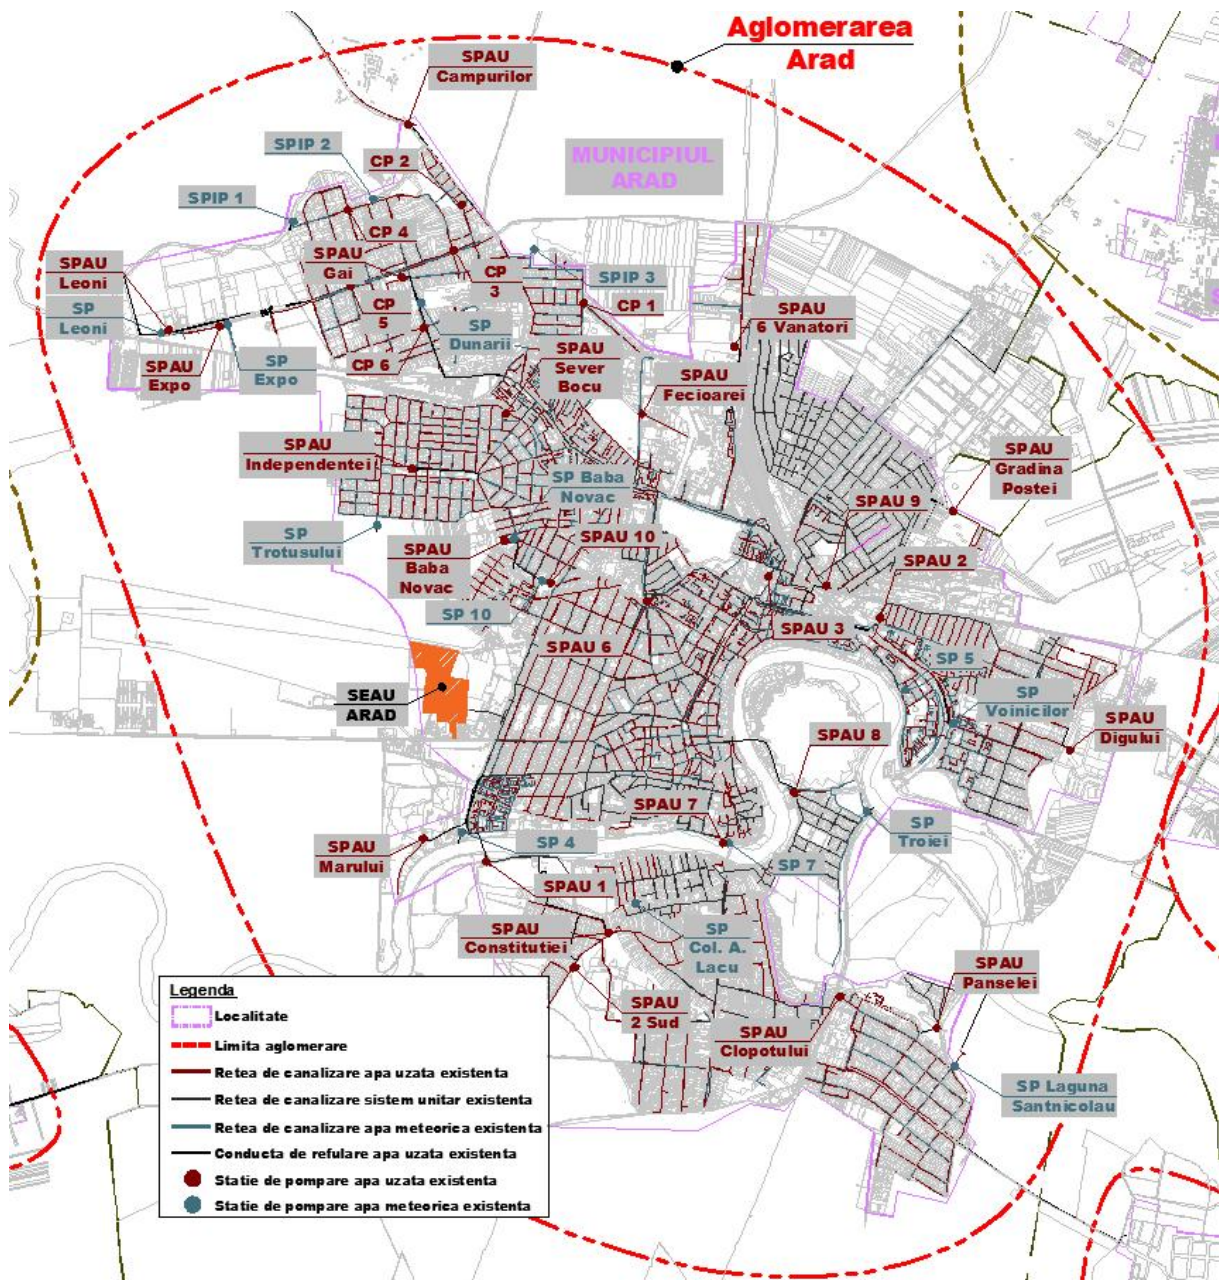 Aglomerarea
Arad
SPAU
Campurilor
MUNICIPIUL
ARAD
SPIP 2
CP 2
SPIP 1
CP 4
SPAU
Leoni
SPAU
Gai
CP
3
SPIP 3
CP 1
SP
Leoni
CP
5
SP
Dunarii
SPAU
6 Vanatori
SPAU
Expo
SP
Expo
CP 6
SPAU
Sever
Bocu
SPAU
Fecioarei
SPAU
Independentei
SP Baba
Novac
SPAU
Gradina
Postei
SPAU 9
SP
Trotusului
SPAU
Baba
Novac
SPAU 10
SPAU 2
SP 10
SPAU 3
SPAU 6
SP 5
SEAU
ARAD
SP
Voinicilor
SPAU
Digului
SPAU 8
SPAU 7
SP
Troiei
SPAU
Marului
SP 4
SP 7
SPAU 1
SPAU
Constitutiei
SP
Col. A.
Lacu
SPAU
Panselei
SPAU
2 Sud
SPAU
Clopotului
SP Laguna
Santnicolau
Legenda
Localitate
Limita aglomerare
Retea de canalizare apa uzata existenta
Retea de canalizare sistem unitar existenta
Retea de canalizare apa meteorica existenta
Conducta de refulare apa uzata existenta
Statie de pompare apa uzata existenta
Statie de pompare apa meteorica existenta